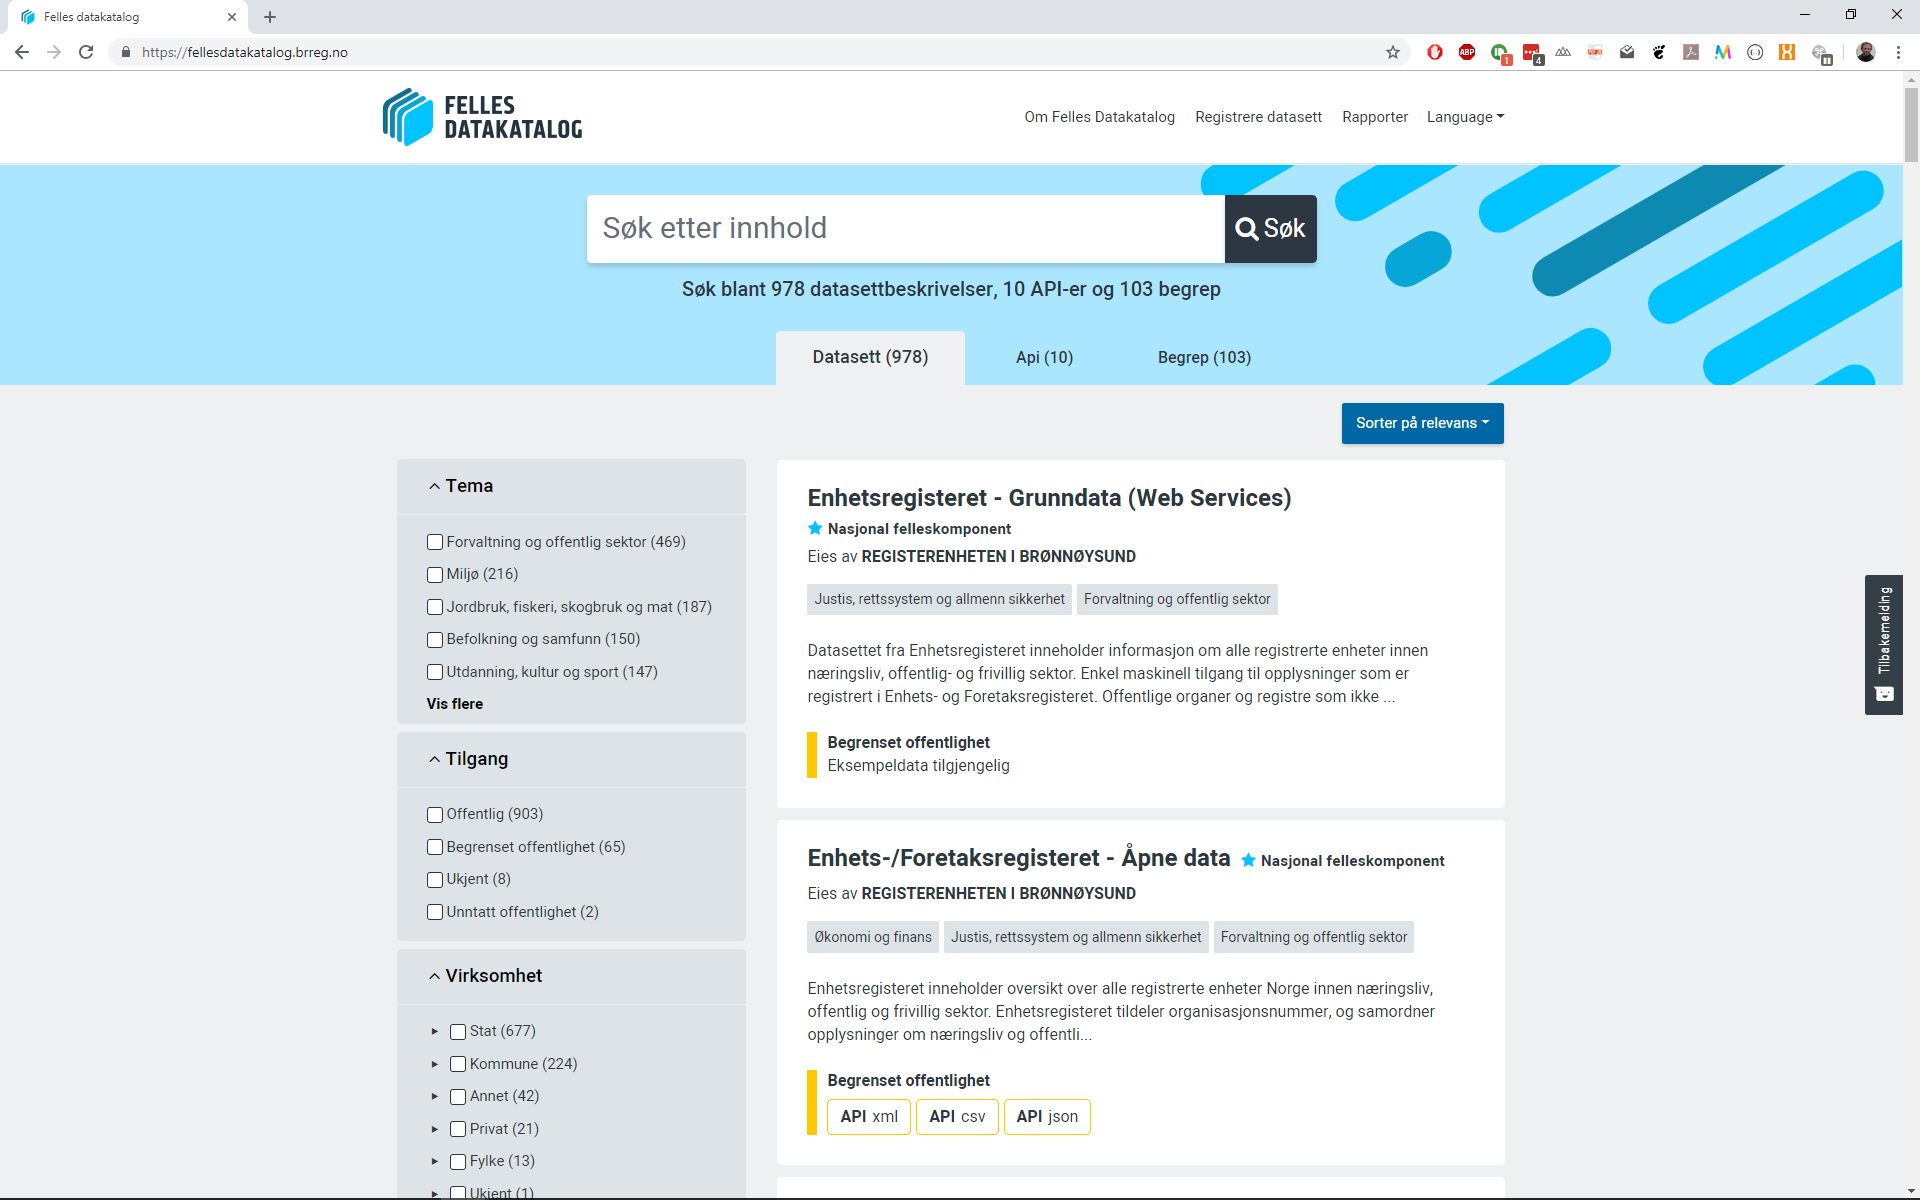 Felles datakatalog
https://fellesdatakatalog.brreg.no
ABP
1
4
FELLES
DATAKATALOG
Om Felles Datakatalog
Registrere datasett
Rapporter
Language
Søk etter innhold
Søk
Søk blant 978 datasettbeskrivelser, 10 API-er og 103 begrep
Datasett (978)
Api (10)
Begrep (103)
Sorter på relevans
Tema
Forvaltning og offentlig sektor (469)
Miljø (216)
Jordbruk, fiskeri, skogbruk og mat (187)
Befolkning og samfunn (150)
Utdanning, kultur og sport (147)
Vis flere
Tilgang
Offentlig (903)
Begrenset offentlighet (65)
Ukjent (8)
Unntatt offentlighet (2)
Virksomhet
Stat (677)
Kommune (224)
Annet (42)
Privat (21)
Fylke (13)
Ukjent (1)
Enhetsregisteret - Grunndata (Web Services)
Nasjonal felleskomponent
Eies av REGISTERENHETEN I BRØNNØYSUND
Justis, rettssystem og allmenn sikkerhet
Forvaltning og offentlig sektor
Datasettet fra Enhetsregisteret inneholder informasjon om alle registrerte enheter innen
næringsliv, offentlig- og frivillig sektor. Enkel maskinell tilgang til opplysninger som er
registrert i Enhets- og Foretaksregisteret. Offentlige organer og registre som ikke ...
Begrenset offentlighet
Eksempeldata tilgjengelig
Enhets-/Foretaksregisteret - Åpne data
Nasjonal felleskomponent
Eies av REGISTERENHETEN I BRØNNØYSUND
Økonomi og finans
Justis, rettssystem og allmenn sikkerhet
Forvaltning og offentlig sektor
Enhetsregisteret inneholder oversikt over alle registrerte enheter Norge innen næringsliv,
offentlig og frivillig sektor. Enhetsregisteret tildeler organisasjonsnummer, og samordner
opplysninger om næringsliv og offentli...
Begrenset offentlighet
API xml
API csv
API json
Tilbakemelding